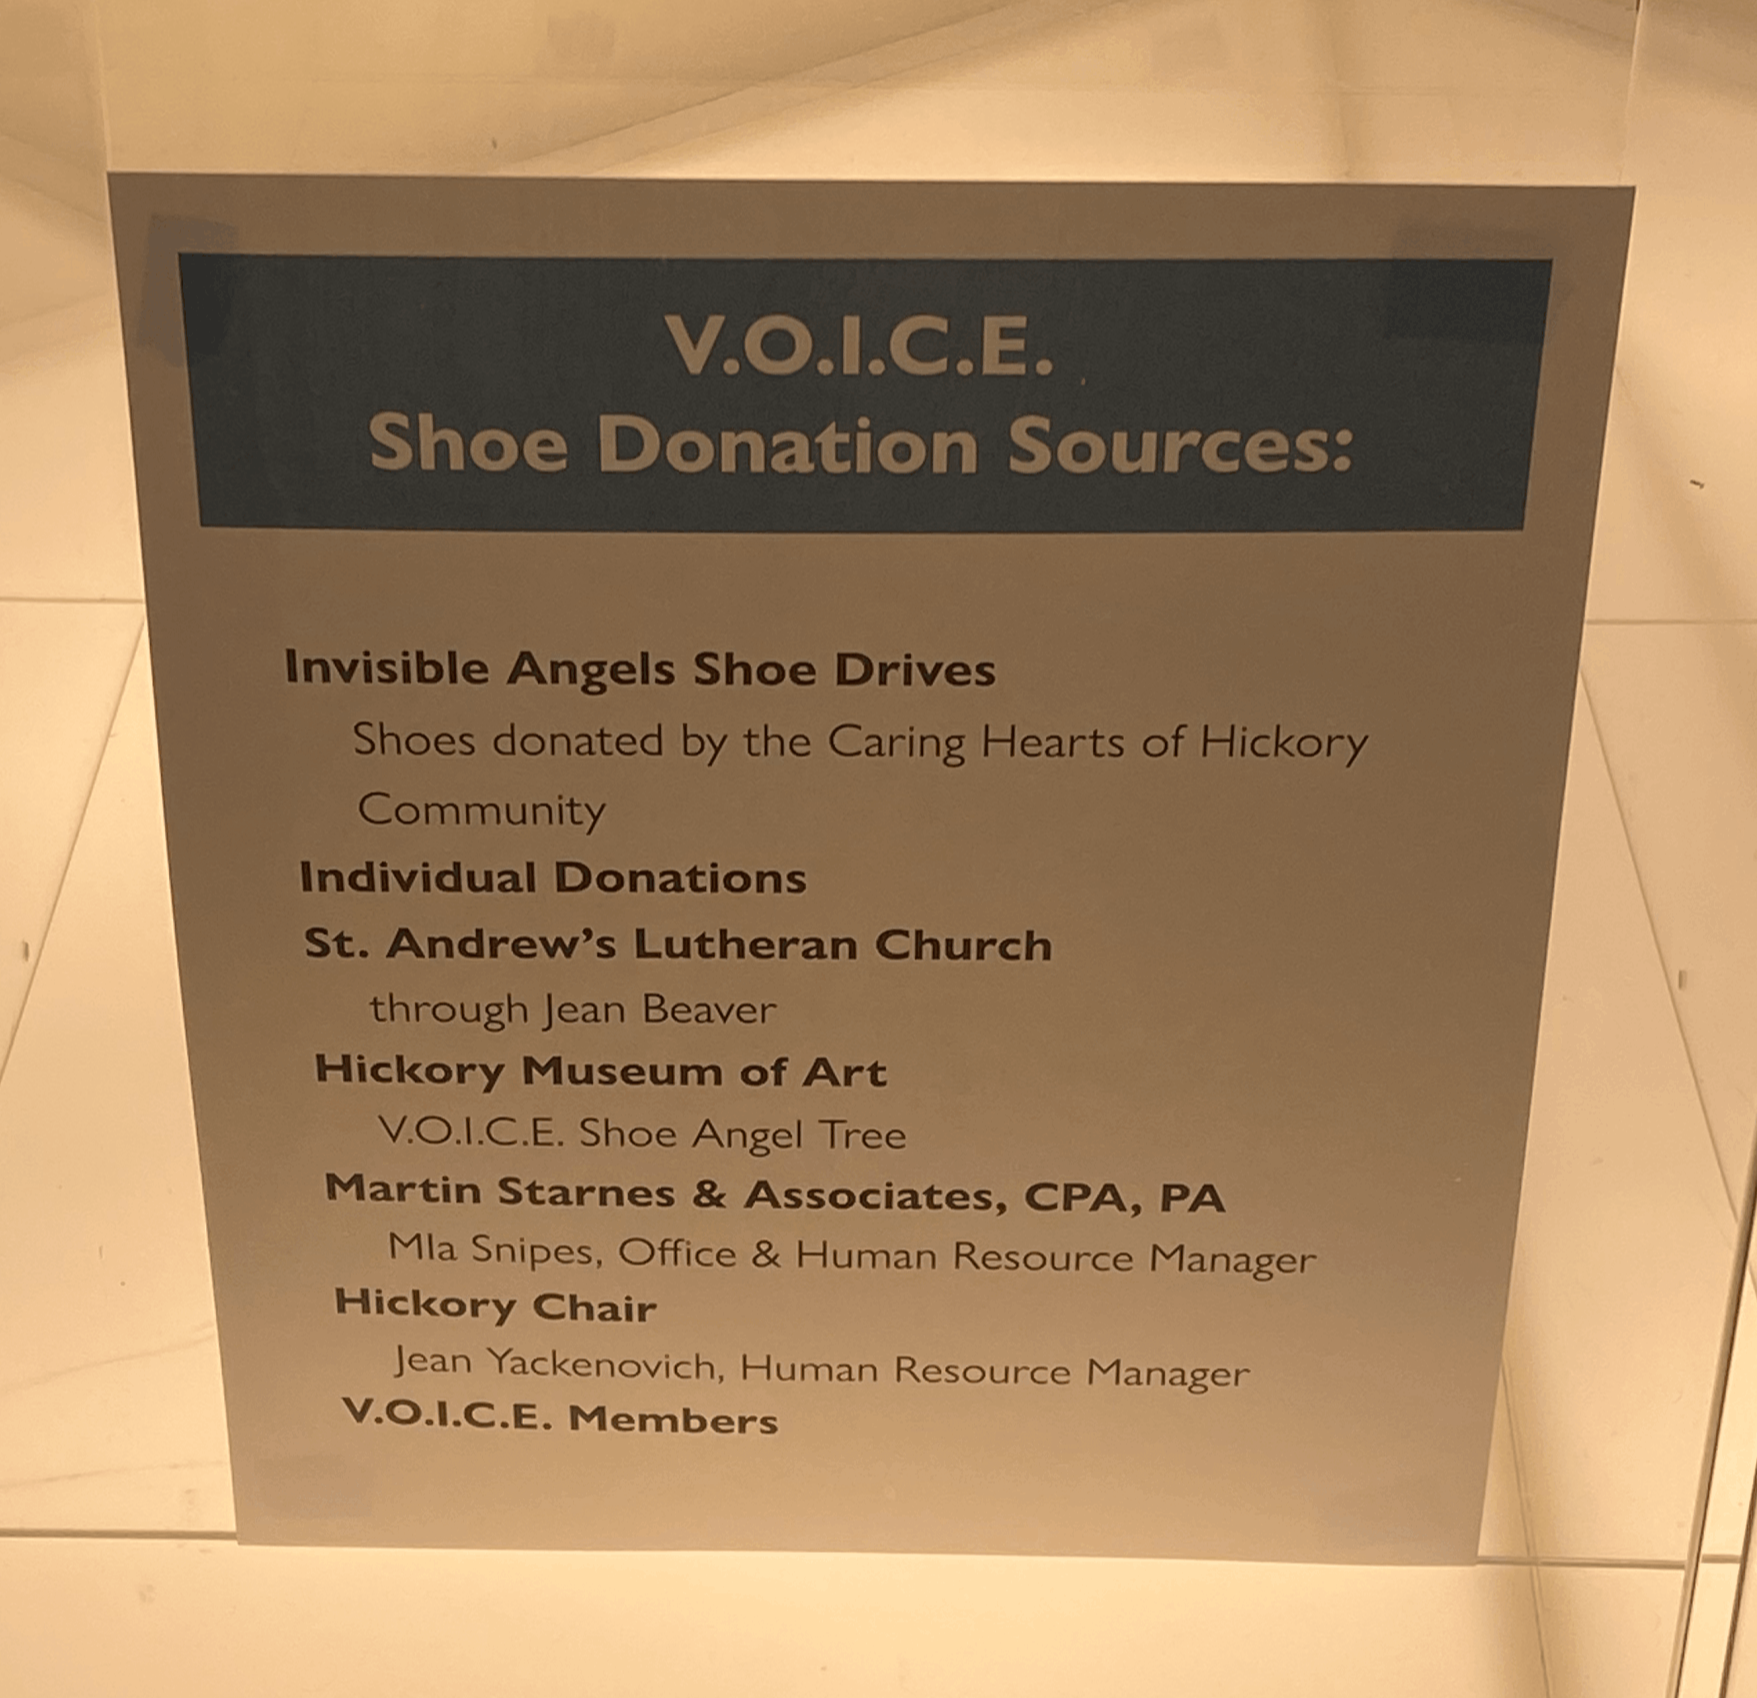 V.O.I.C.E.
Shoe Donation Sources:
Invisible Angels Shoe Drives
Shoes donated by the Caring Hearts of Hickory
Community
Individual Donations
St. Andrew’s Lutheran Church
through Jean Beaver
Hickory Museum of Art
V.O.I.C.E. Shoe Angel Tree
Martin Starnes & Associates, CPA, PA
Mla Snipes, Office & Human Resource Manager
Hickory Chair
Jean Yackenovich, Human Resource Manager
V.O.I.C.E. Members